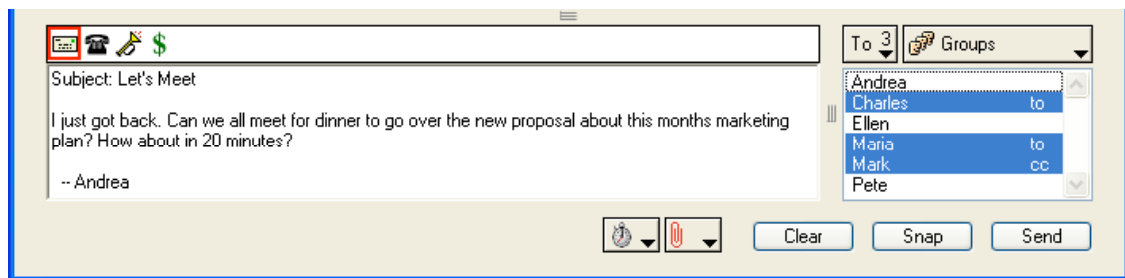 $
To 3 Groups
Subject: Let's Meet
I just got back. Can we all meet for dinner to go over the new proposal about this months marketing
plan? How about in 20 minutes?
-- Andrea
Andrea
Charles to
Ellen
Maria to
Mark cc
Pete
Clear Snap Send